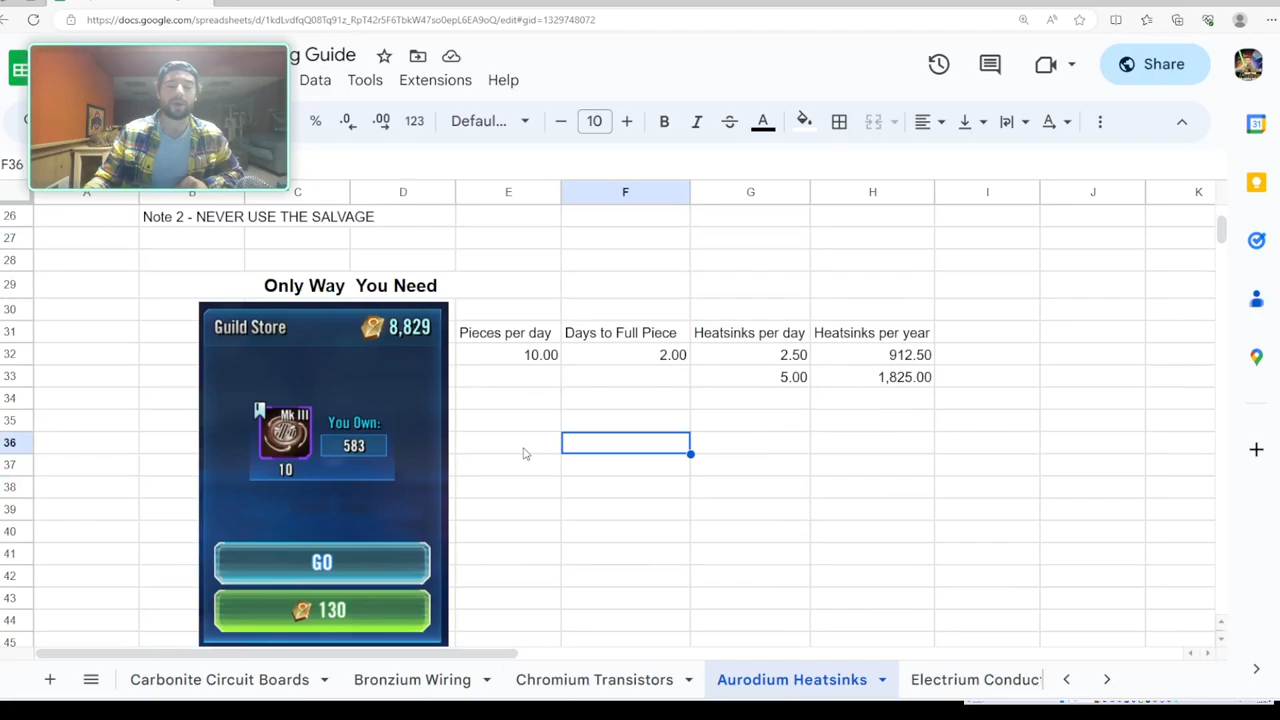 https://docs.google.com/spreadsheets/d/1kdLvdfqQ08Tq91z_RpT42r5F6TbkW47so0epL6EA9oQ/edit#gid=1329748072
g Guide
Share
Data Tools Extensions Help
% .0 .00 123 Defaul... 10 B I A
F36
A B C D E F G H I J K
26 Note 2 - NEVER USE THE SALVAGE
27
28
29 Only Way You Need
30
Guild Store 8,829
31 Pieces per day Days to Full Piece Heatsinks per day Heatsinks per year
32 10.00 2.00 2.50 912.50
33 5.00 1,825.00
34
35
Mk III
You Own:
36 583
37 10
38
39
40
41
GO
42
43
130
44
45
Carbonite Circuit Boards Bronzium Wiring Chromium Transistors Aurodium Heatsinks Electrium Conduc
31